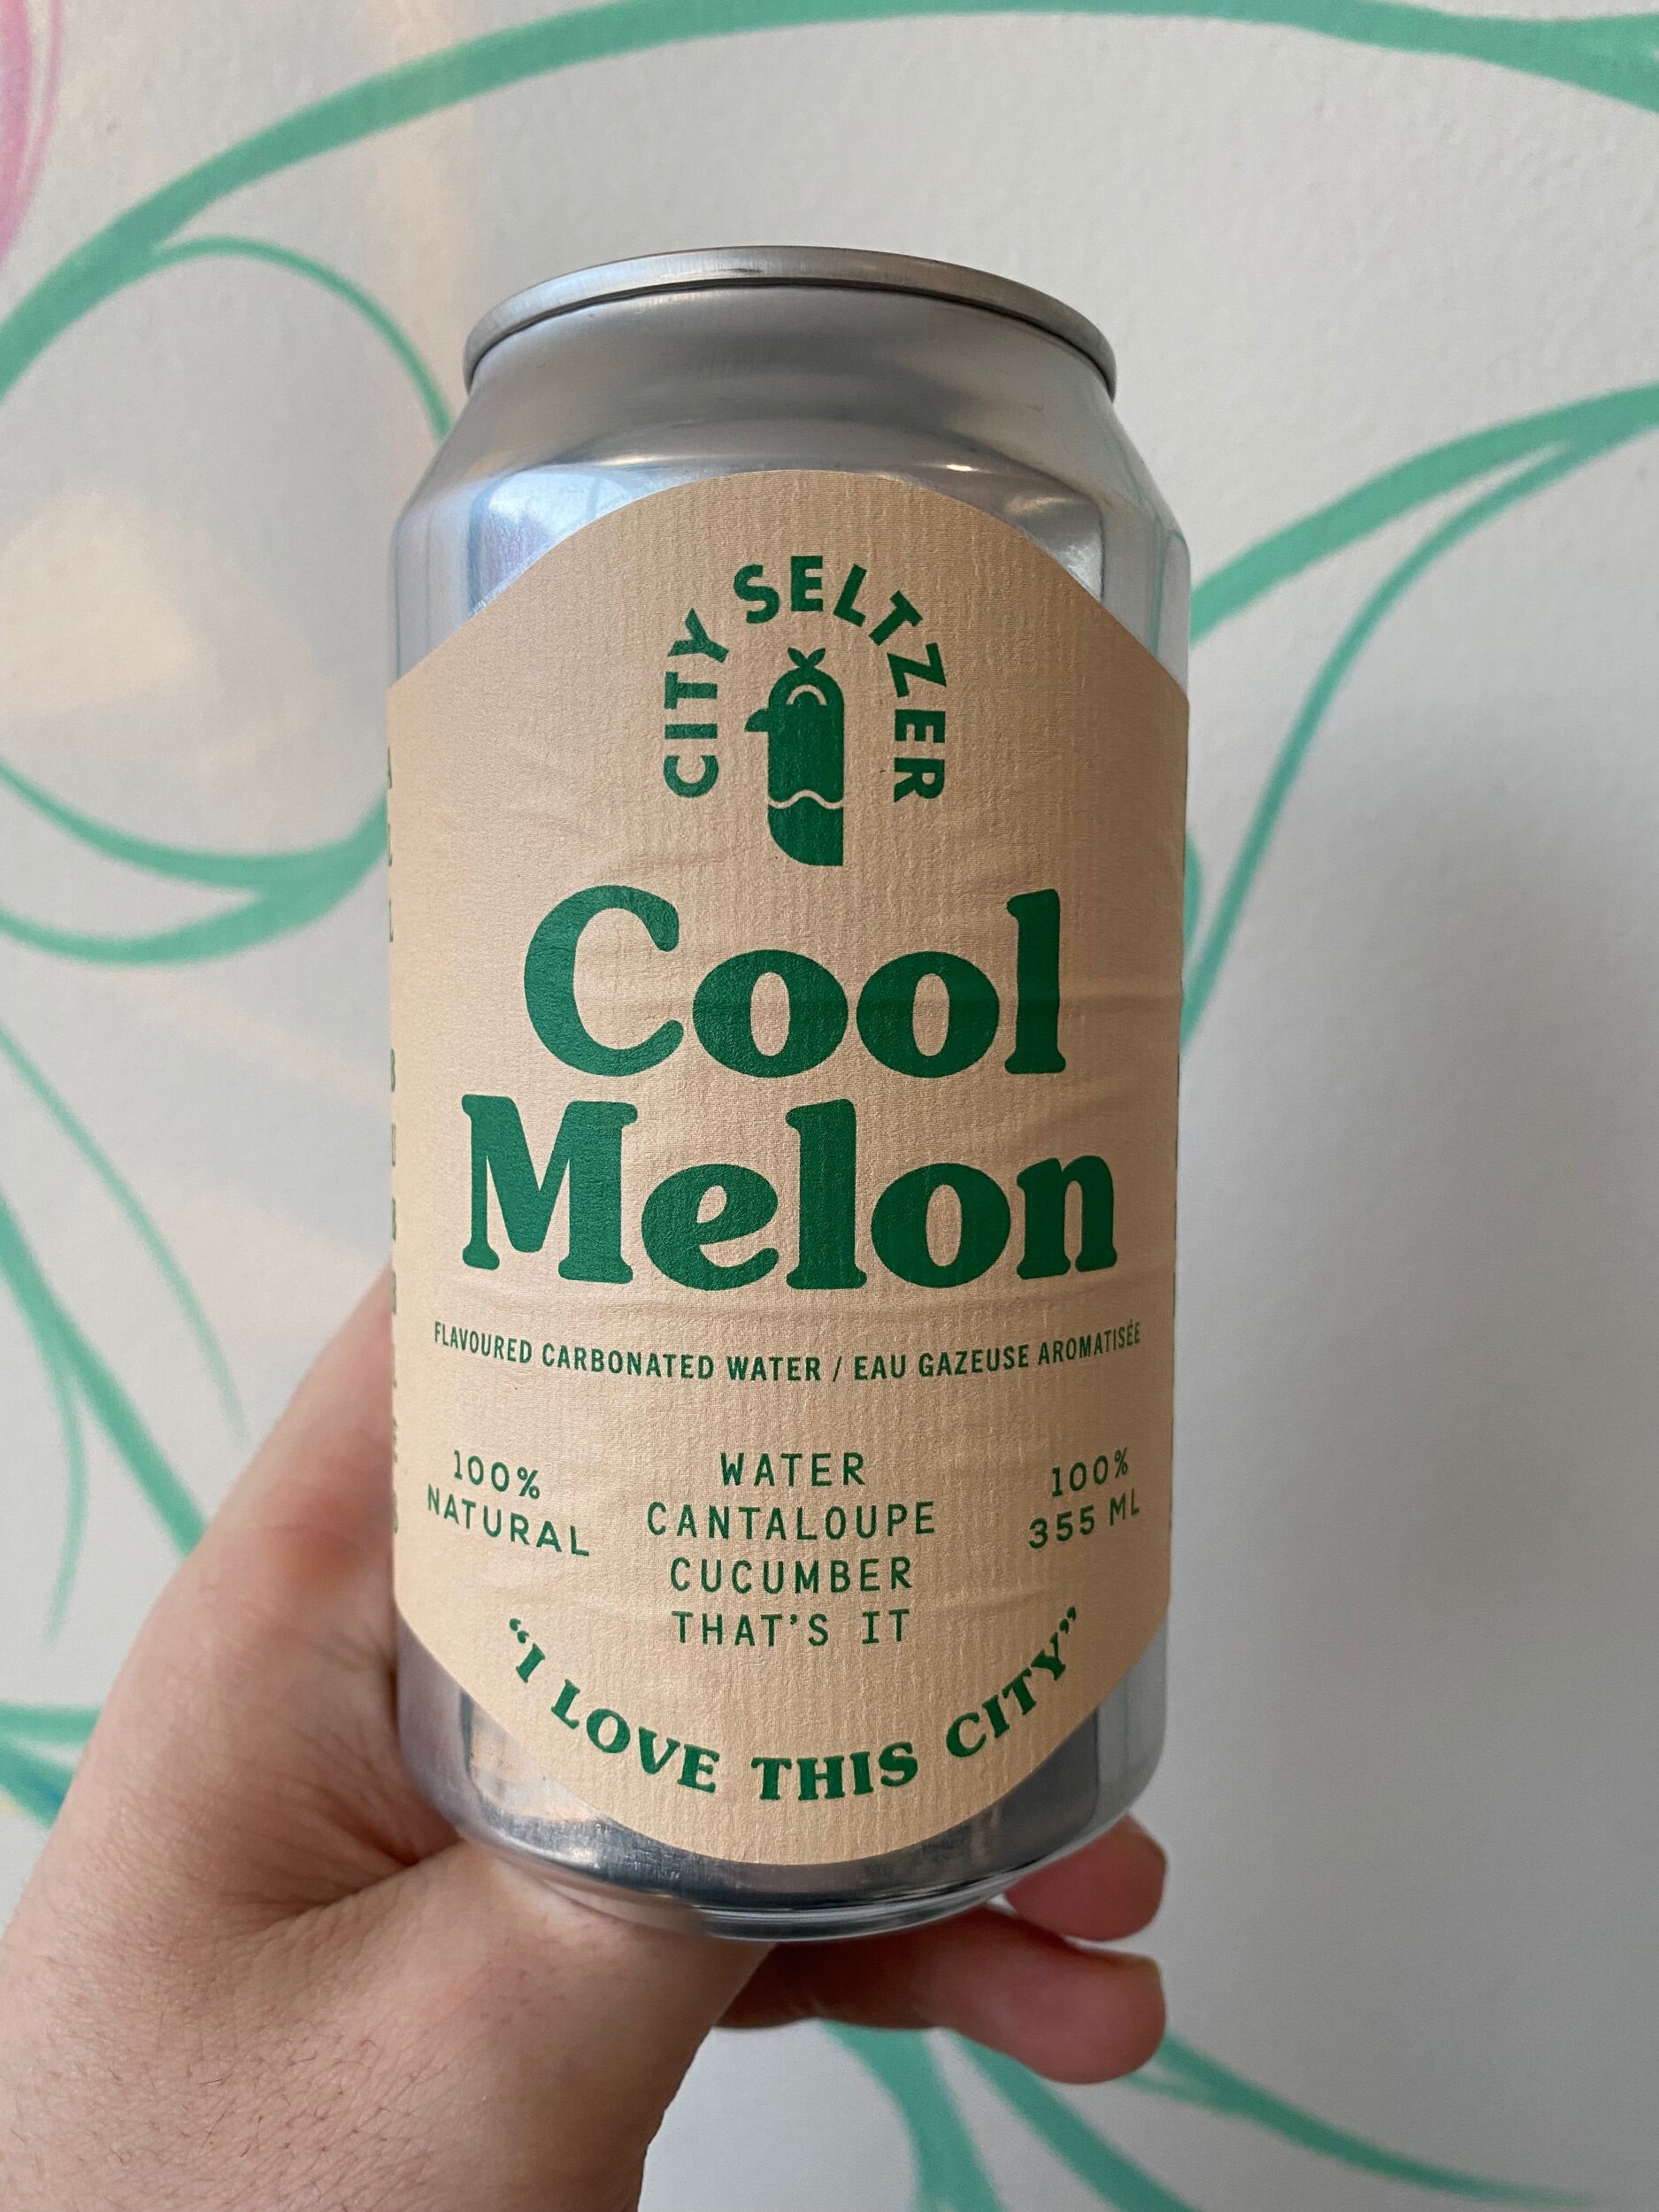 CITY SELTZER
Cool
Melon
FLAVOURED CARBONATED WATER / EAU GAZEUSE AROMATISÉE
100%
NATURAL
WATER
CANTALOUPE
CUCUMBER
THAT'S IT
100%
355 ML
“I LOVE THIS CITY”